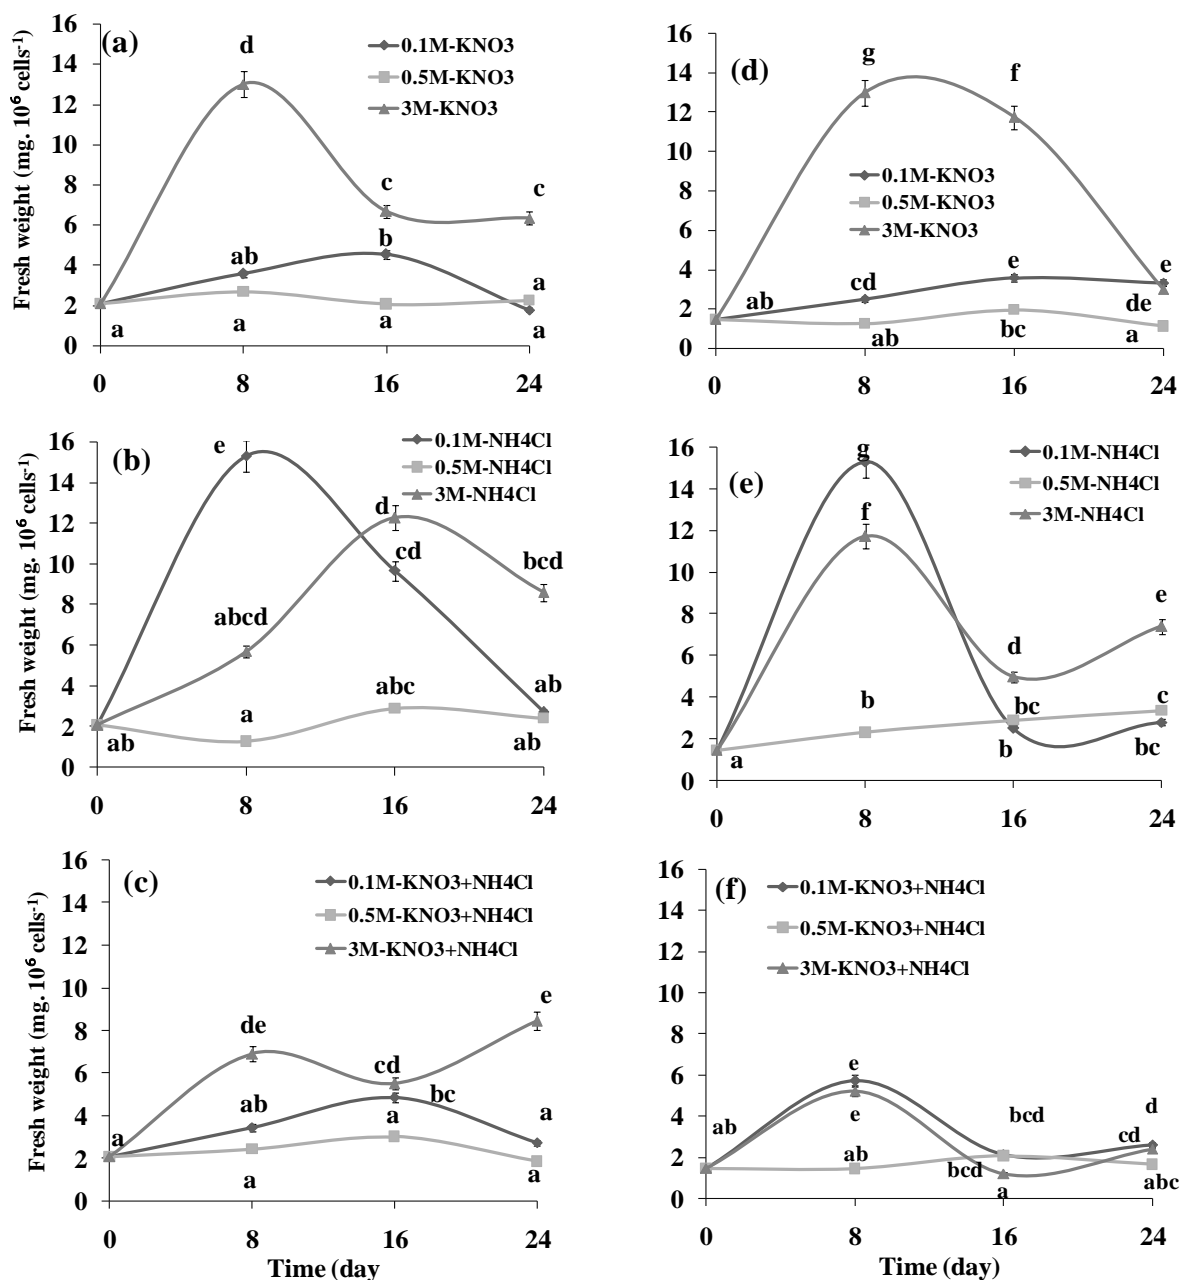 (a)
Fresh weight (mg. 10⁶ cells⁻¹)
16
14
12
10
8
6
4
2
0
0 8 16 24
0.1M-KNO3
0.5M-KNO3
3M-KNO3
d
c
c
ab
b
a
a
a
a
a
(d)
16
14
12
10
8
6
4
2
0
0 8 16 24
0.1M-KNO3
0.5M-KNO3
3M-KNO3
g
f
ab
cd
e
e
de
ab
bc
a
(b)
Fresh weight (mg. 10⁶ cells⁻¹)
16
14
12
10
8
6
4
2
0
0 8 16 24
0.1M-NH4Cl
0.5M-NH4Cl
3M-NH4Cl
e
d
cd
bcd
abcd
abc
ab
a
ab
ab
(e)
16
14
12
10
8
6
4
2
0
0 8 16 24
0.1M-NH4Cl
0.5M-NH4Cl
3M-NH4Cl
g
f
e
d
b
bc
c
b
bc
a
(c)
Fresh weight (mg. 10⁶ cells⁻¹)
16
14
12
10
8
6
4
2
0
0 8 16 24
Time (day
0.1M-KNO3+NH4Cl
0.5M-KNO3+NH4Cl
3M-KNO3+NH4Cl
e
de
cd
ab
bc
a
a
a
a
a
(f)
16
14
12
10
8
6
4
2
0
0 8 16 24
Time (day)
0.1M-KNO3+NH4Cl
0.5M-KNO3+NH4Cl
3M-KNO3+NH4Cl
e
ab
e
bcd
d
cd
ab
bcd
a
abc